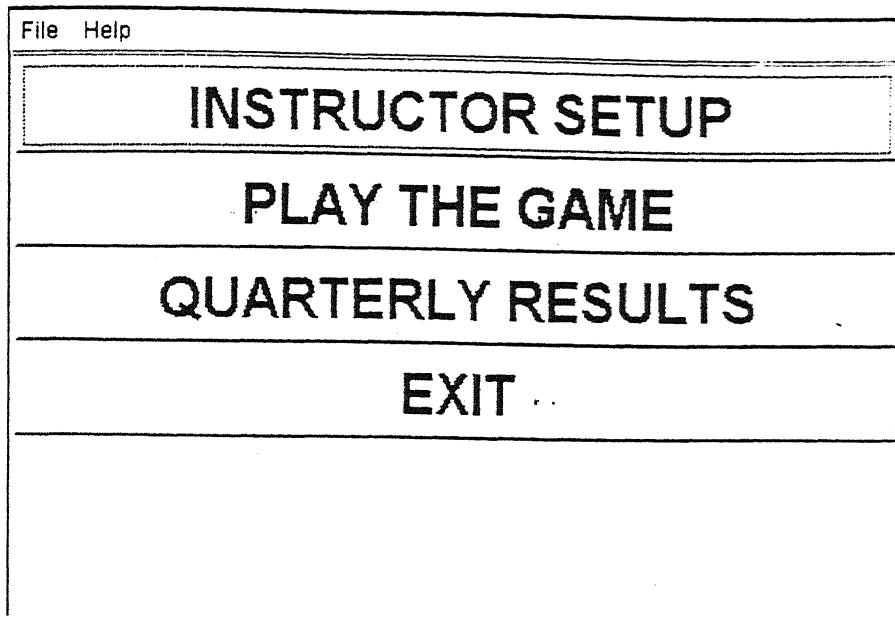 File Help
INSTRUCTOR SETUP
PLAY THE GAME
QUARTERLY RESULTS
EXIT